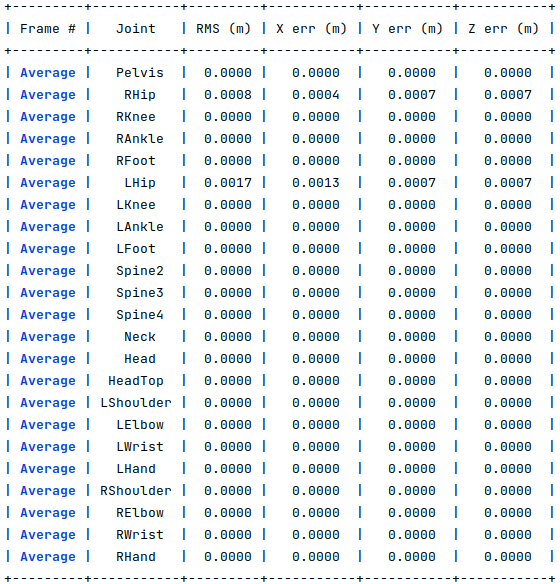 +----------+-----------+----------+-----------+-----------+-----------+
| Frame # | Joint | RMS (m) | X err (m) | Y err (m) | Z err (m) |
+----------+-----------+----------+-----------+-----------+-----------+
| Average | Pelvis | 0.0000 | 0.0000 | 0.0000 | 0.0000 |
| Average | RHip | 0.0008 | 0.0004 | 0.0007 | 0.0007 |
| Average | RKnee | 0.0000 | 0.0000 | 0.0000 | 0.0000 |
| Average | RAnkle | 0.0000 | 0.0000 | 0.0000 | 0.0000 |
| Average | RFoot | 0.0000 | 0.0000 | 0.0000 | 0.0000 |
| Average | LHip | 0.0017 | 0.0013 | 0.0007 | 0.0007 |
| Average | LKnee | 0.0000 | 0.0000 | 0.0000 | 0.0000 |
| Average | LAnkle | 0.0000 | 0.0000 | 0.0000 | 0.0000 |
| Average | LFoot | 0.0000 | 0.0000 | 0.0000 | 0.0000 |
| Average | Spine2 | 0.0000 | 0.0000 | 0.0000 | 0.0000 |
| Average | Spine3 | 0.0000 | 0.0000 | 0.0000 | 0.0000 |
| Average | Spine4 | 0.0000 | 0.0000 | 0.0000 | 0.0000 |
| Average | Neck | 0.0000 | 0.0000 | 0.0000 | 0.0000 |
| Average | Head | 0.0000 | 0.0000 | 0.0000 | 0.0000 |
| Average | HeadTop | 0.0000 | 0.0000 | 0.0000 | 0.0000 |
| Average | LShoulder | 0.0000 | 0.0000 | 0.0000 | 0.0000 |
| Average | LElbow | 0.0000 | 0.0000 | 0.0000 | 0.0000 |
| Average | LWrist | 0.0000 | 0.0000 | 0.0000 | 0.0000 |
| Average | LHand | 0.0000 | 0.0000 | 0.0000 | 0.0000 |
| Average | RShoulder | 0.0000 | 0.0000 | 0.0000 | 0.0000 |
| Average | RElbow | 0.0000 | 0.0000 | 0.0000 | 0.0000 |
| Average | RWrist | 0.0000 | 0.0000 | 0.0000 | 0.0000 |
| Average | RHand | 0.0000 | 0.0000 | 0.0000 | 0.0000 |
+----------+-----------+----------+-----------+-----------+-----------+